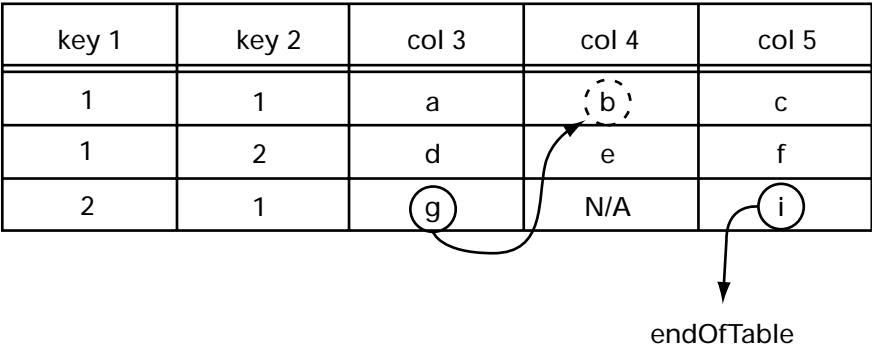 key 1 key 2 col 3 col 4 col 5
1 1 a b c
1 2 d e f
2 1 g N/A i
endOfTable